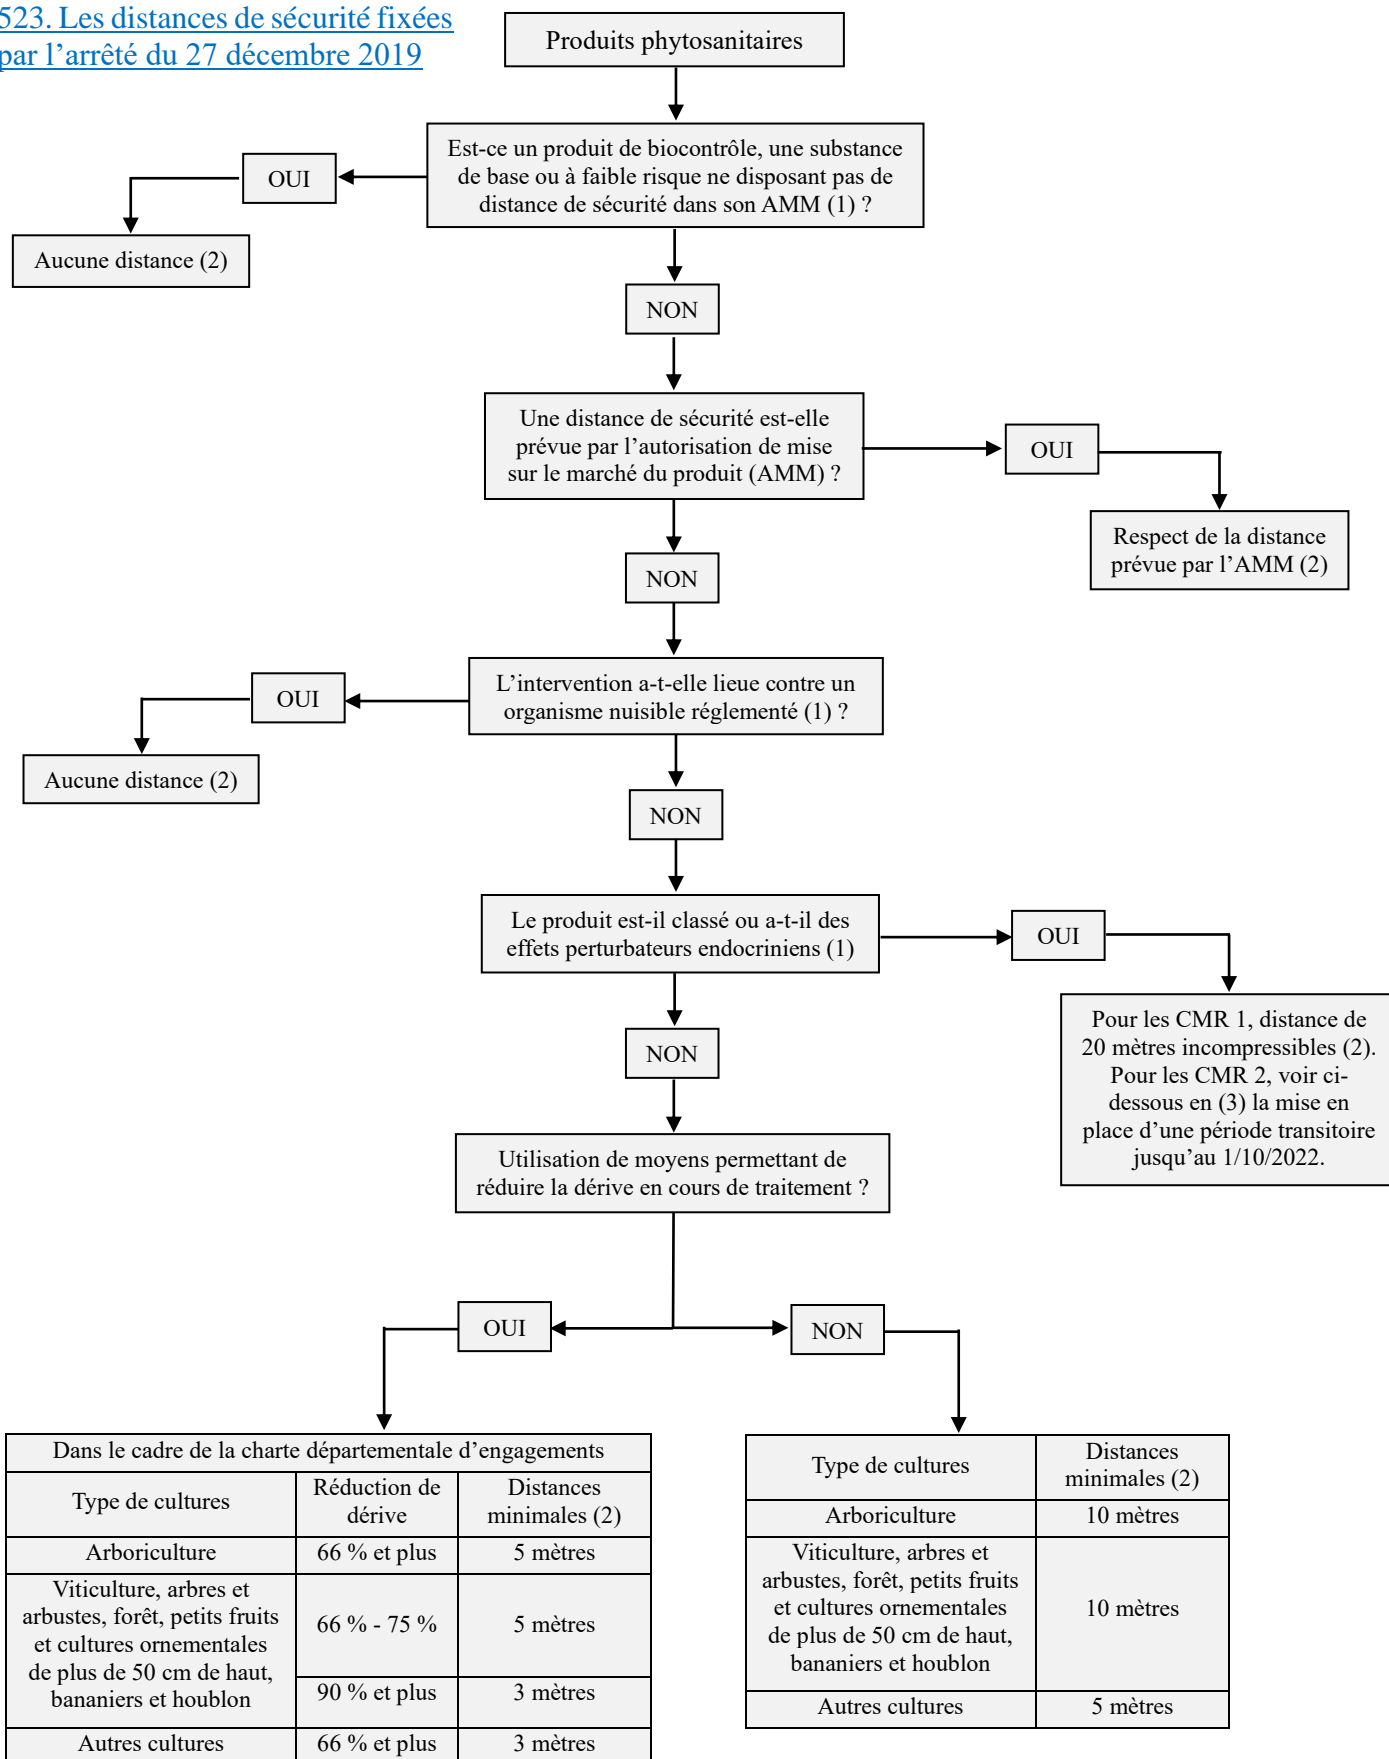 523. Les distances de sécurité fixées
par l’arrêté du 27 décembre 2019
Produits phytosanitaires
Est-ce un produit de biocontrôle, une substance
de base ou à faible risque ne disposant pas de
distance de sécurité dans son AMM (1) ?
OUI
Aucune distance (2)
NON
Une distance de sécurité est-elle
prévue par l’autorisation de mise
sur le marché du produit (AMM) ?
OUI
Respect de la distance
prévue par l’AMM (2)
NON
L’intervention a-t-elle lieue contre un
organisme nuisible réglementé (1) ?
OUI
Aucune distance (2)
NON
Le produit est-il classé ou a-t-il des
effets perturbateurs endocriniens (1)
OUI
Pour les CMR 1, distance de
20 mètres incompressibles (2).
Pour les CMR 2, voir ci-
dessous en (3) la mise en
place d’une période transitoire
jusqu’au 1/10/2022.
NON
Utilisation de moyens permettant de
réduire la dérive en cours de traitement ?
OUI
NON
Dans le cadre de la charte départementale d’engagements
Type de cultures
Réduction de
dérive
Distances
minimales (2)
Arboriculture
66 % et plus
5 mètres
Viticulture, arbres et
arbustes, forêt, petits fruits
et cultures ornementales
de plus de 50 cm de haut,
bananiers et houblon
66 % - 75 %
5 mètres
90 % et plus
3 mètres
Autres cultures
66 % et plus
3 mètres
Type de cultures
Distances
minimales (2)
Arboriculture
10 mètres
Viticulture, arbres et
arbustes, forêt, petits fruits
et cultures ornementales
de plus de 50 cm de haut,
bananiers et houblon
10 mètres
Autres cultures
5 mètres